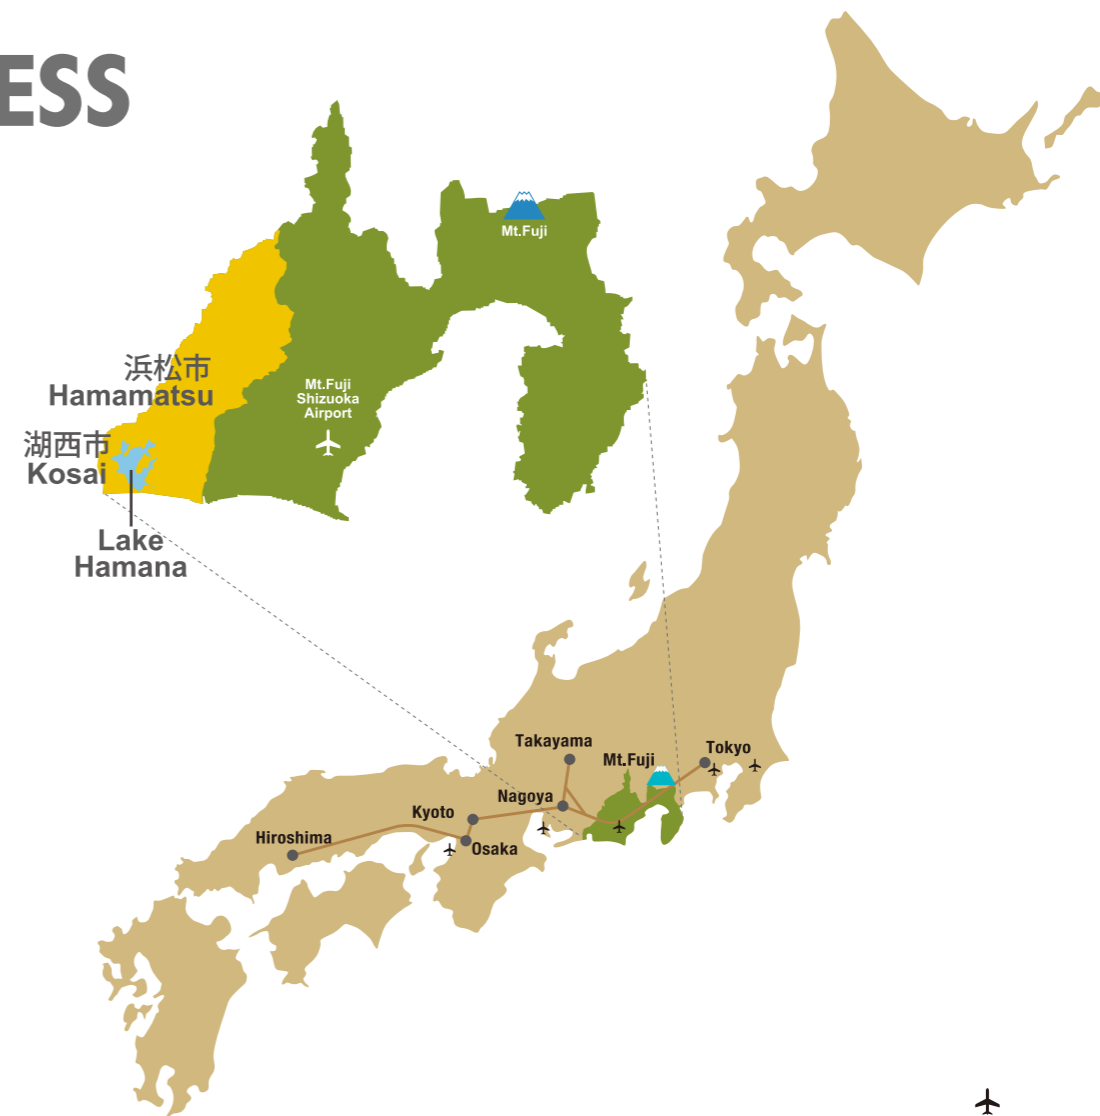 ESS
Mt.Fuji
浜松市
Hamamatsu
Mt.Fuji
Shizuoka
Airport
湖西市
Kosai
Lake
Hamana
Takayama
Mt.Fuji
Tokyo
Nagoya
Kyoto
Hiroshima
Osaka